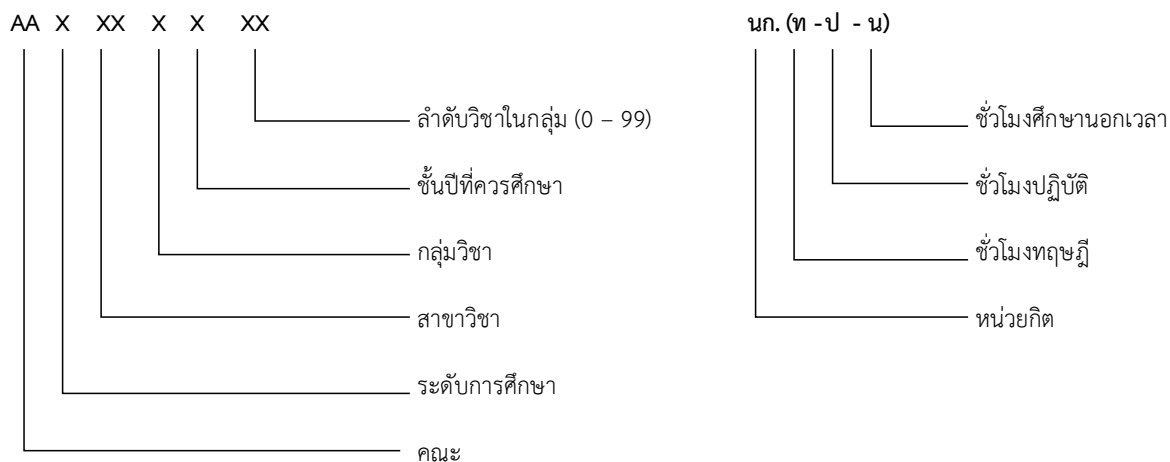 AA X XX X X XX นก. (ท - ป - น)
ลำดับวิชาในกลุ่ม (0 – 99) ชั่วโมงศึกษานอกเวลา
ชั้นปีที่ควรศึกษา ชั่วโมงปฏิบัติ
กลุ่มวิชา ชั่วโมงทฤษฎี
สาขาวิชา หน่วยกิต
ระดับการศึกษา
คณะ